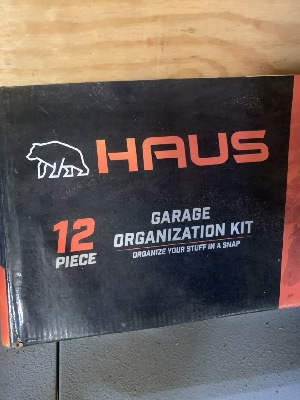 HAUS
12
PIECE
GARAGE
ORGANIZATION KIT
ORGANIZE YOUR STUFF IN A SNAP